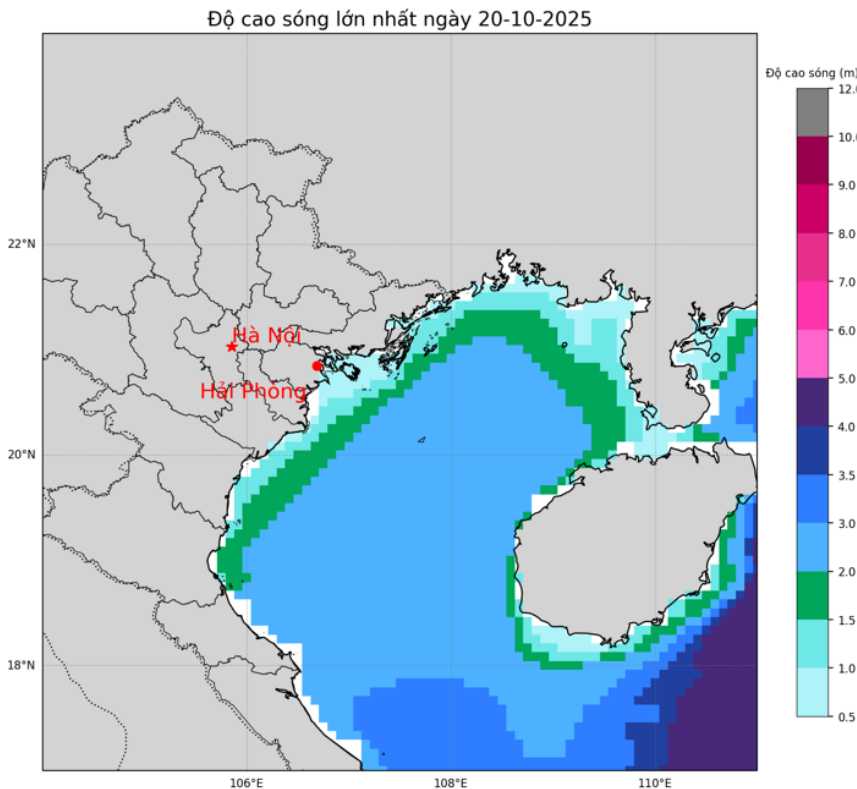 Độ cao sóng lớn nhất ngày 20-10-2025
Độ cao sóng (m)
12.0
10.0
9.0
8.0
7.0
6.0
5.0
4.0
3.5
3.0
2.0
1.5
1.0
0.5
22°N
Hà Nội
Hải Phòng
20°N
18°N
106°E
108°E
110°E